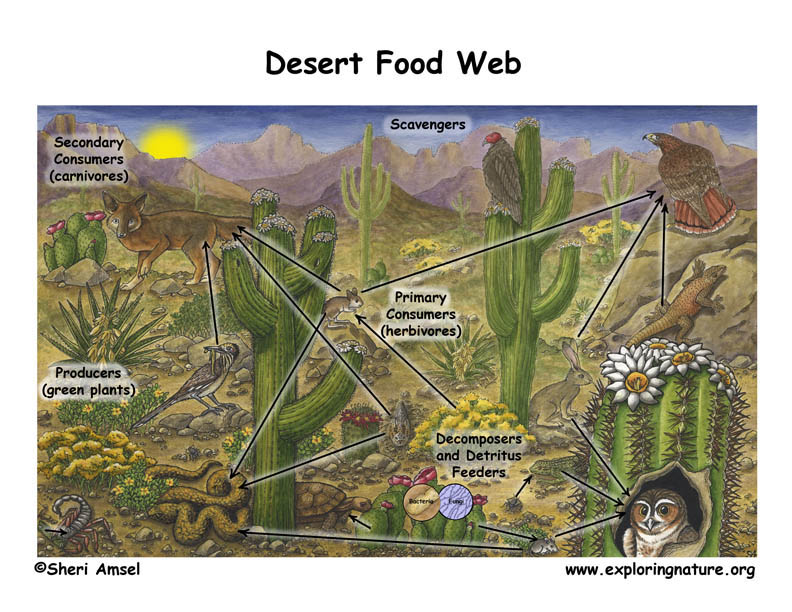 Desert Food Web
Scavengers
Secondary
Consumers
(carnivores)
Primary
Consumers
(herbivores)
Producers
(green plants)
Decomposers
and Detritus
Feeders
Bacteria
Fungi
©Sheri Amsel
www.exploringnature.org